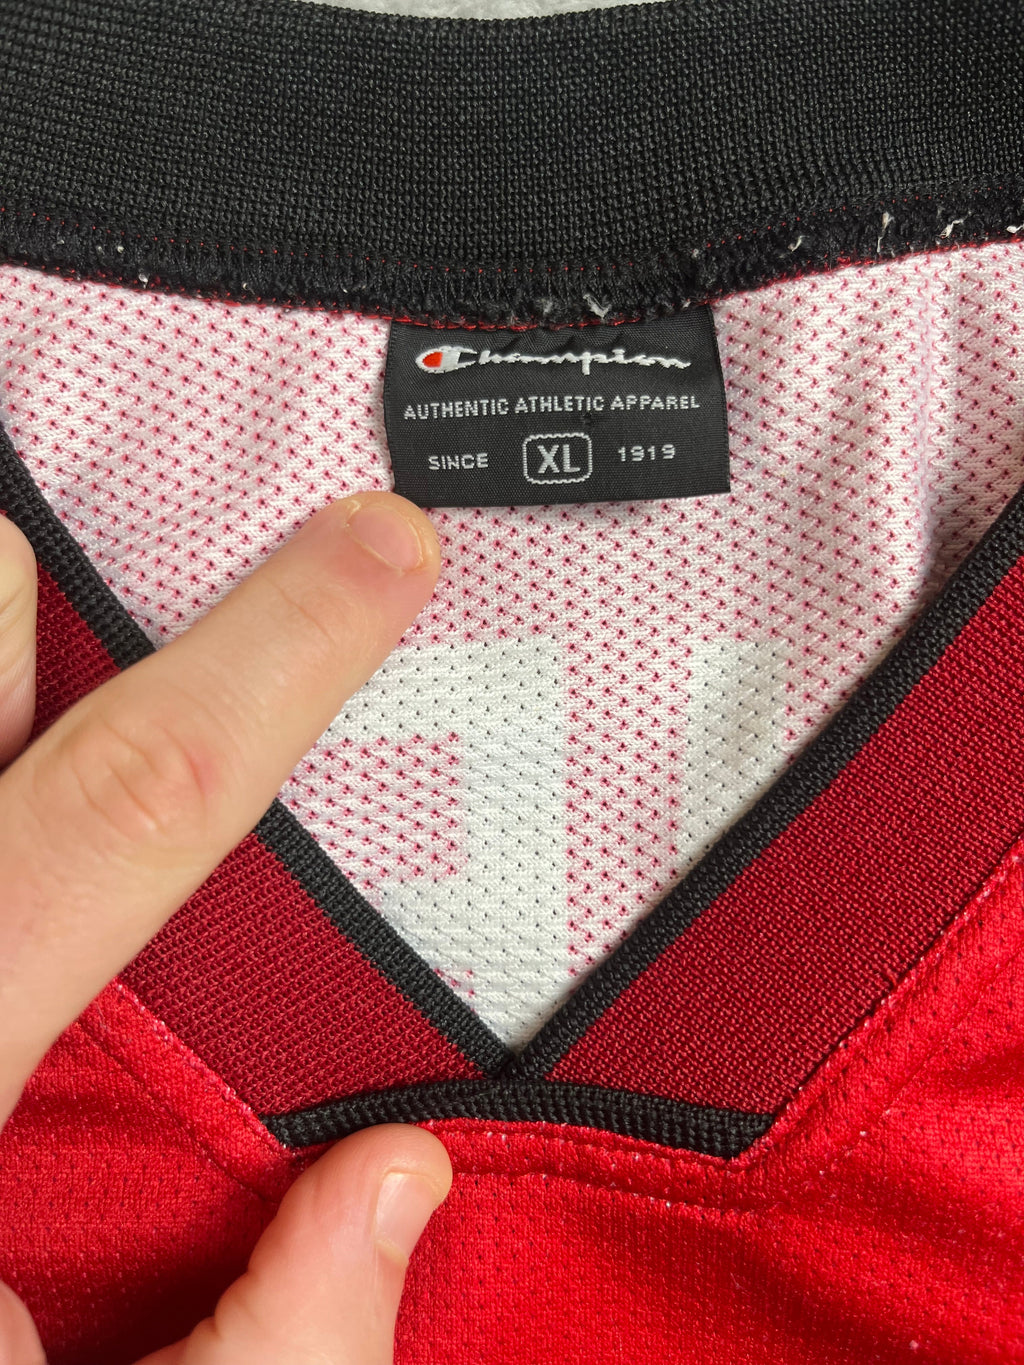 Champion
AUTHENTIC ATHLETIC APPAREL
SINCE XL 1919